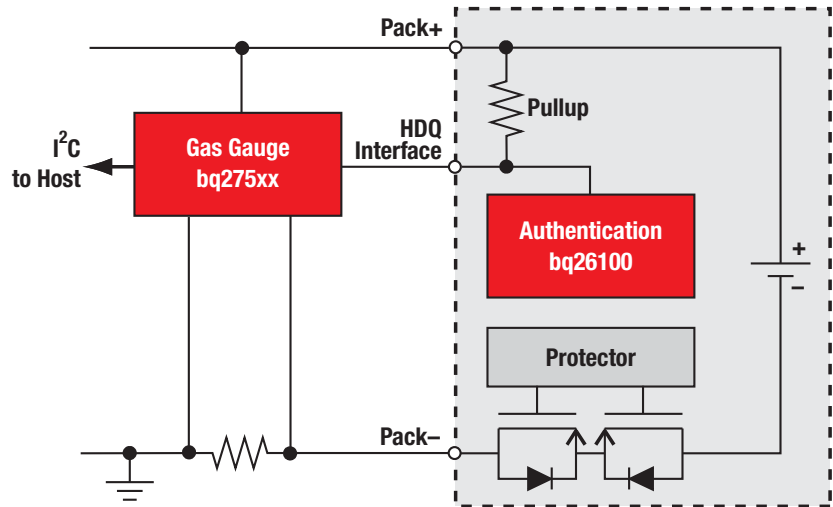 Pack+
Pullup
HDQ
Interface
I²C
to Host
Gas Gauge
bq275xx
Authentication
bq26100
+
–
Protector
Pack–